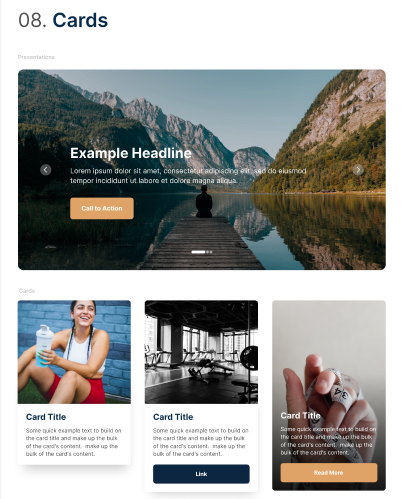 08. Cards
Presentations
Example Headline
Lorem ipsum dolor sit amet, consectetur adipiscing elit, sed do eiusmod
tempor incididunt ut labore et dolore magna aliqua.
Call to Action
Cards
Card Title
Some quick example text to build on
the card title and make up the bulk
of the card's content. make up the
bulk of the card's content.
Card Title
Some quick example text to build on
the card title and make up the bulk
of the card's content. make up the
bulk of the card's content.
Link
Card Title
Some quick example text to build on
the card title and make up the bulk
of the card's content. make up the
bulk of the card's content.
Read More